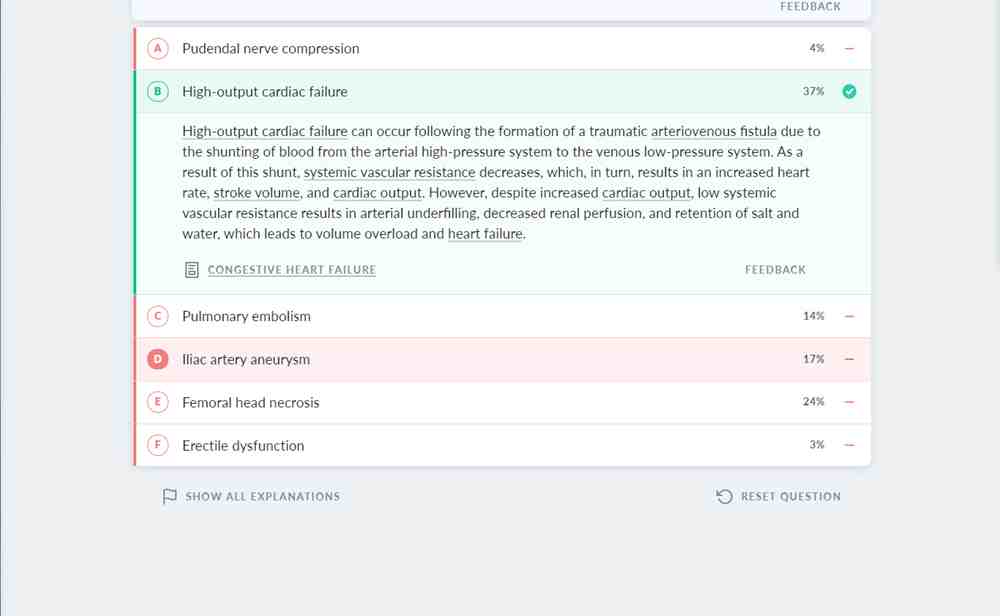 FEEDBACK
A Pudendal nerve compression 4%
B High-output cardiac failure 37%
High-output cardiac failure can occur following the formation of a traumatic arteriovenous fistula due to
the shunting of blood from the arterial high-pressure system to the venous low-pressure system. As a
result of this shunt, systemic vascular resistance decreases, which, in turn, results in an increased heart
rate, stroke volume, and cardiac output. However, despite increased cardiac output, low systemic
vascular resistance results in arterial underfilling, decreased renal perfusion, and retention of salt and
water, which leads to volume overload and heart failure.
CONGESTIVE HEART FAILURE FEEDBACK
C Pulmonary embolism 14%
D Iliac artery aneurysm 17%
E Femoral head necrosis 24%
F Erectile dysfunction 3%
SHOW ALL EXPLANATIONS RESET QUESTION